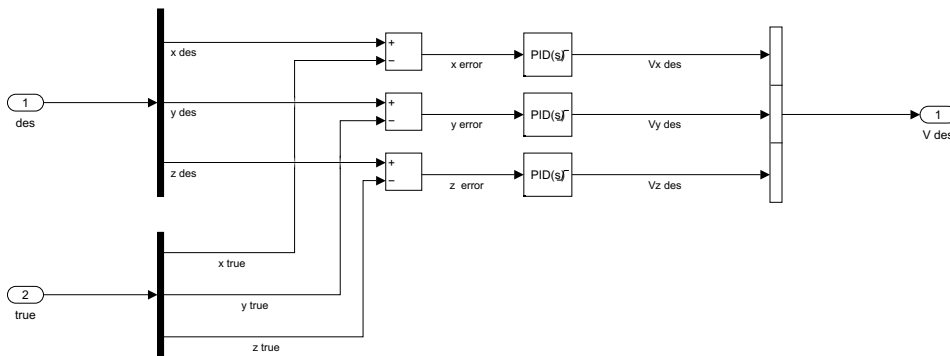 x des
+
−
x error
PID(s)
Vx des
1
des
y des
+
−
y error
PID(s)
Vy des
1
V des
z des
+
−
z error
PID(s)
Vz des
x true
2
true
y true
z true